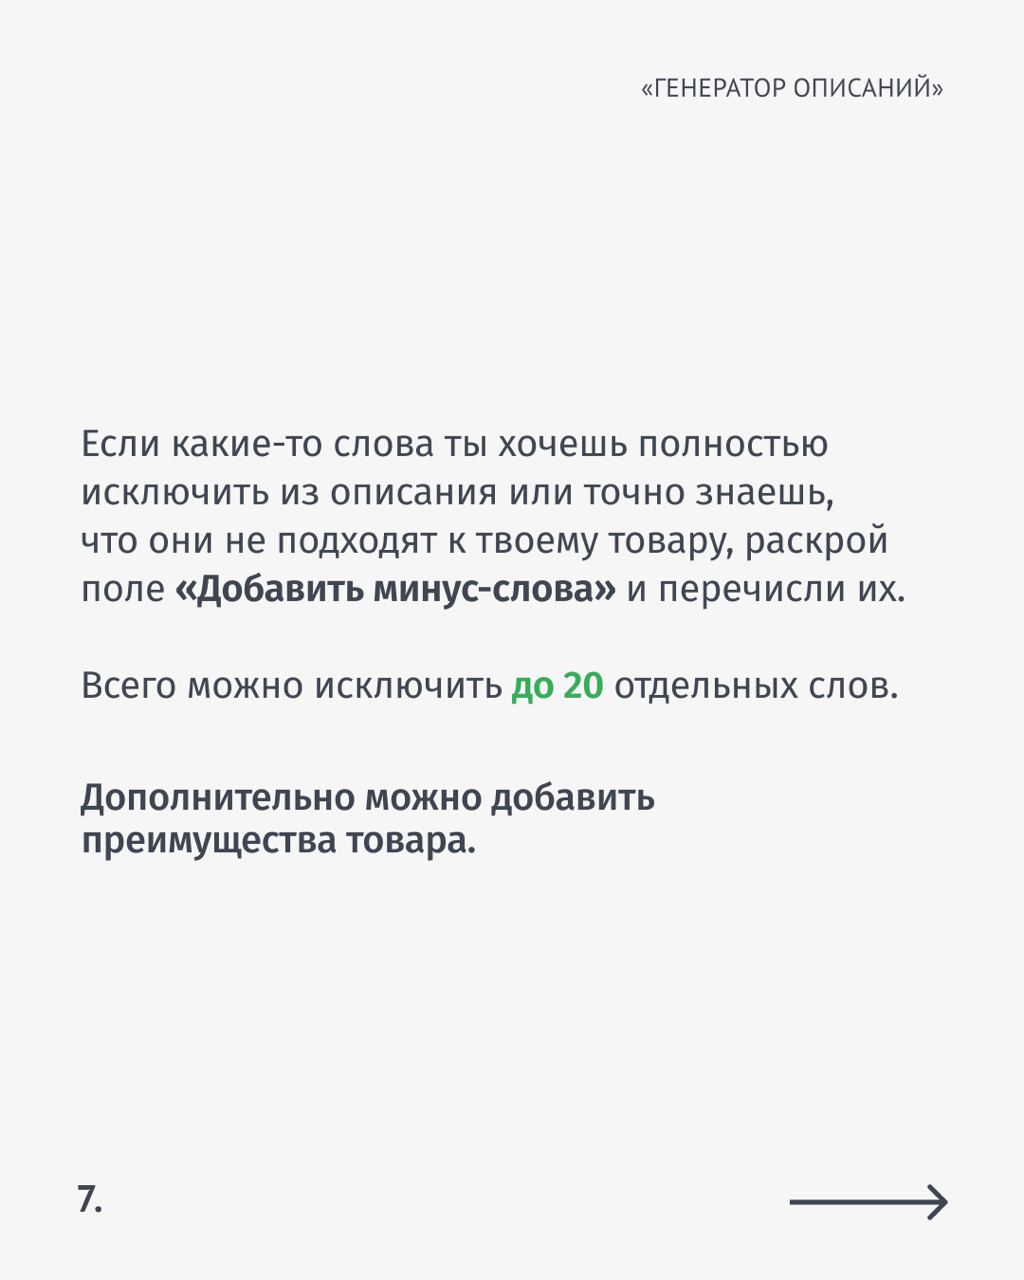 «ГЕНЕРАТОР ОПИСАНИЙ»
Если какие-то слова ты хочешь полностью
исключить из описания или точно знаешь,
что они не подходят к твоему товару, раскрой
поле «Добавить минус-слова» и перечисли их.
Всего можно исключить до 20 отдельных слов.
Дополнительно можно добавить
преимущества товара.
7.